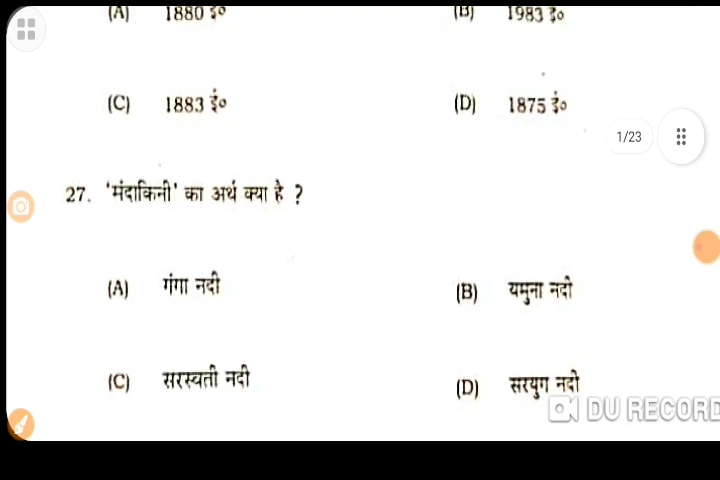 (A) 1880 ई० (B) 1983 ई०
(C) 1883 ई० (D) 1875 ई०
1/23
27. 'मंदाकिनी' का अर्थ क्या है ?
(A) गंगा नदी (B) यमुना नदी
(C) सरस्वती नदी (D) सरयुग नदी
DU RECORD